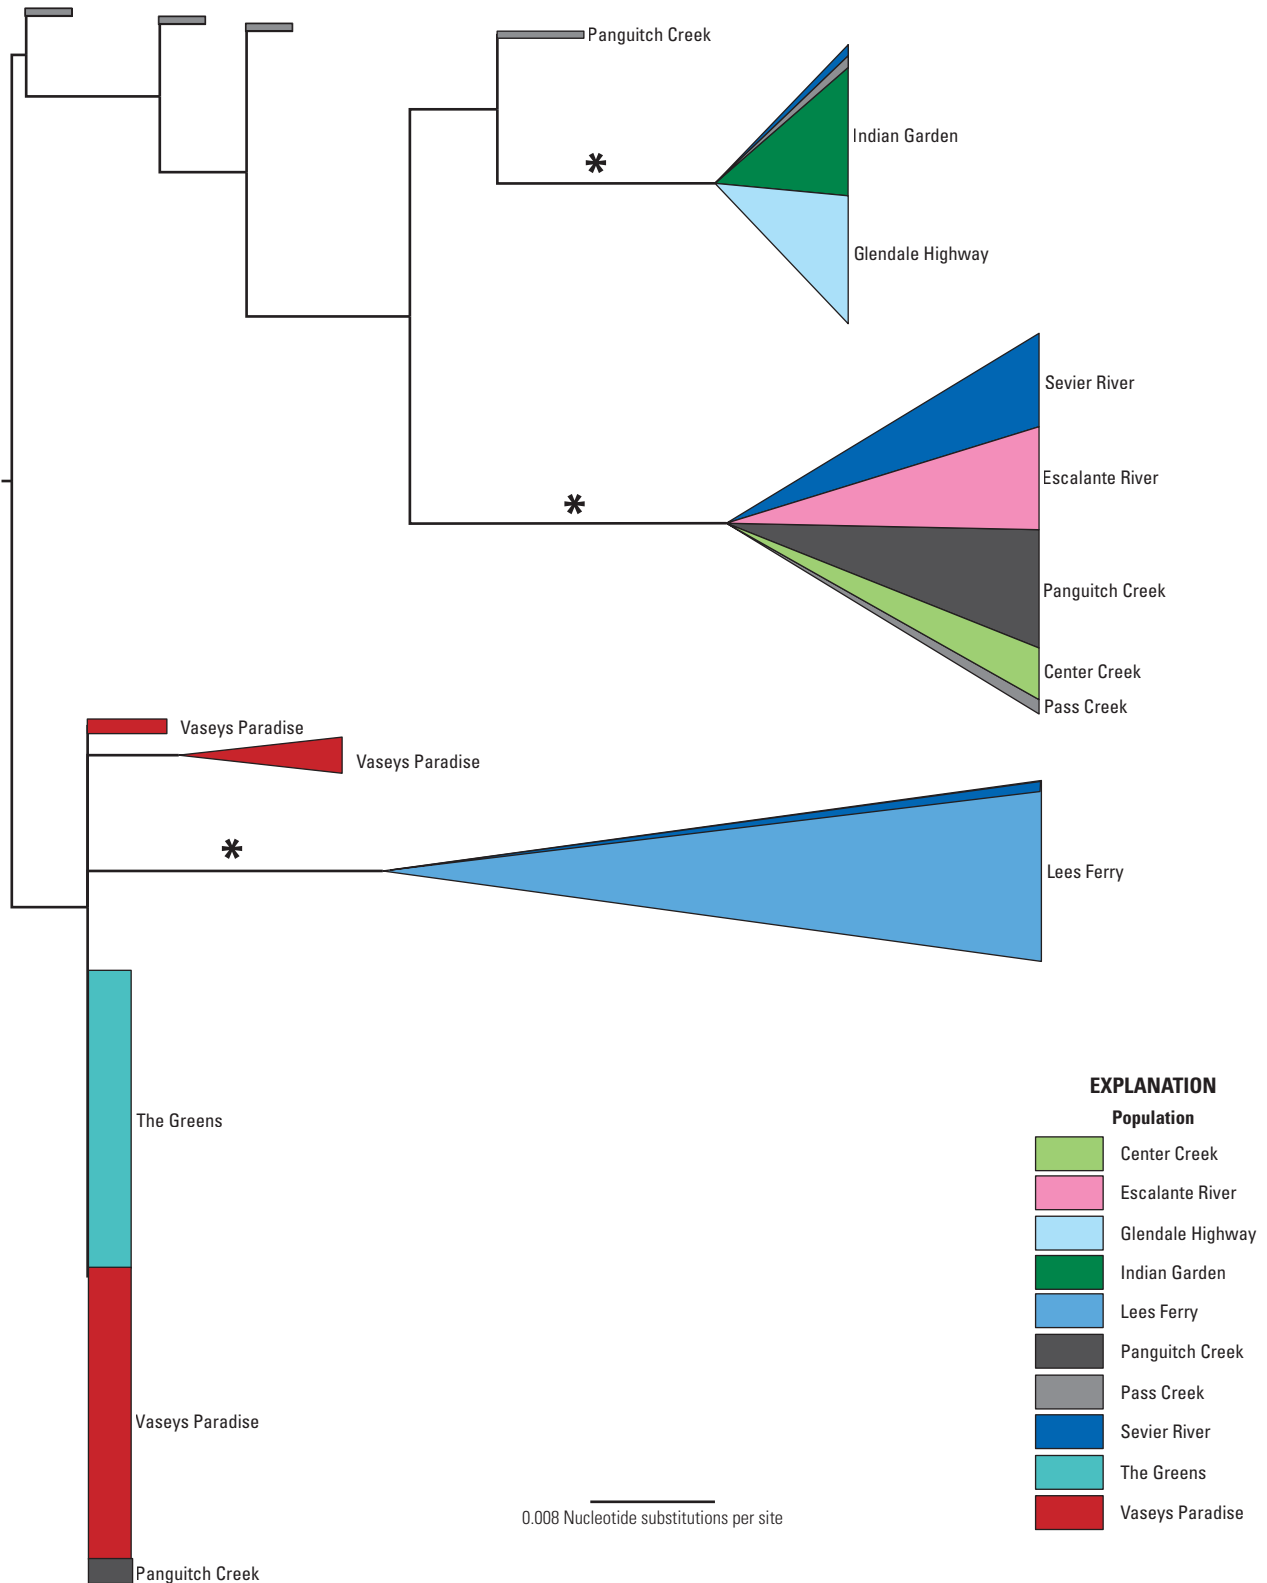 Panguitch Creek
*
Indian Garden
Glendale Highway
Sevier River
Escalante River
*
Panguitch Creek
Center Creek
Pass Creek
Vaseys Paradise
Vaseys Paradise
*
Lees Ferry
The Greens
Vaseys Paradise
Panguitch Creek
0.008 Nucleotide substitutions per site
EXPLANATION
Population
Center Creek
Escalante River
Glendale Highway
Indian Garden
Lees Ferry
Panguitch Creek
Pass Creek
Sevier River
The Greens
Vaseys Paradise